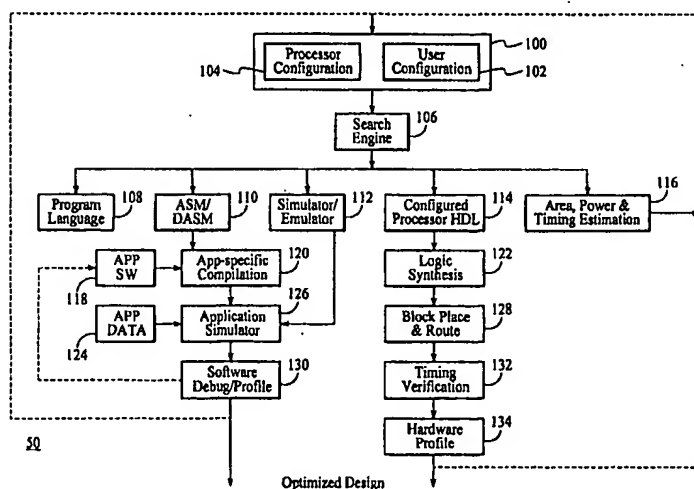 100
Processor
Configuration
User
Configuration
104
102
Search
Engine
106
Program
Language
108
ASM/
DASM
110
Simulator/
Emulator
112
Configured
Processor HDL
114
Area, Power &
Timing Estimation
116
APP
SW
118
App-specific
Compilation
120
Logic
Synthesis
122
APP
DATA
124
Application
Simulator
126
Block Place
& Route
128
Software
Debug/Profile
130
Timing
Verification
132
Hardware
Profile
134
50
Optimized Design